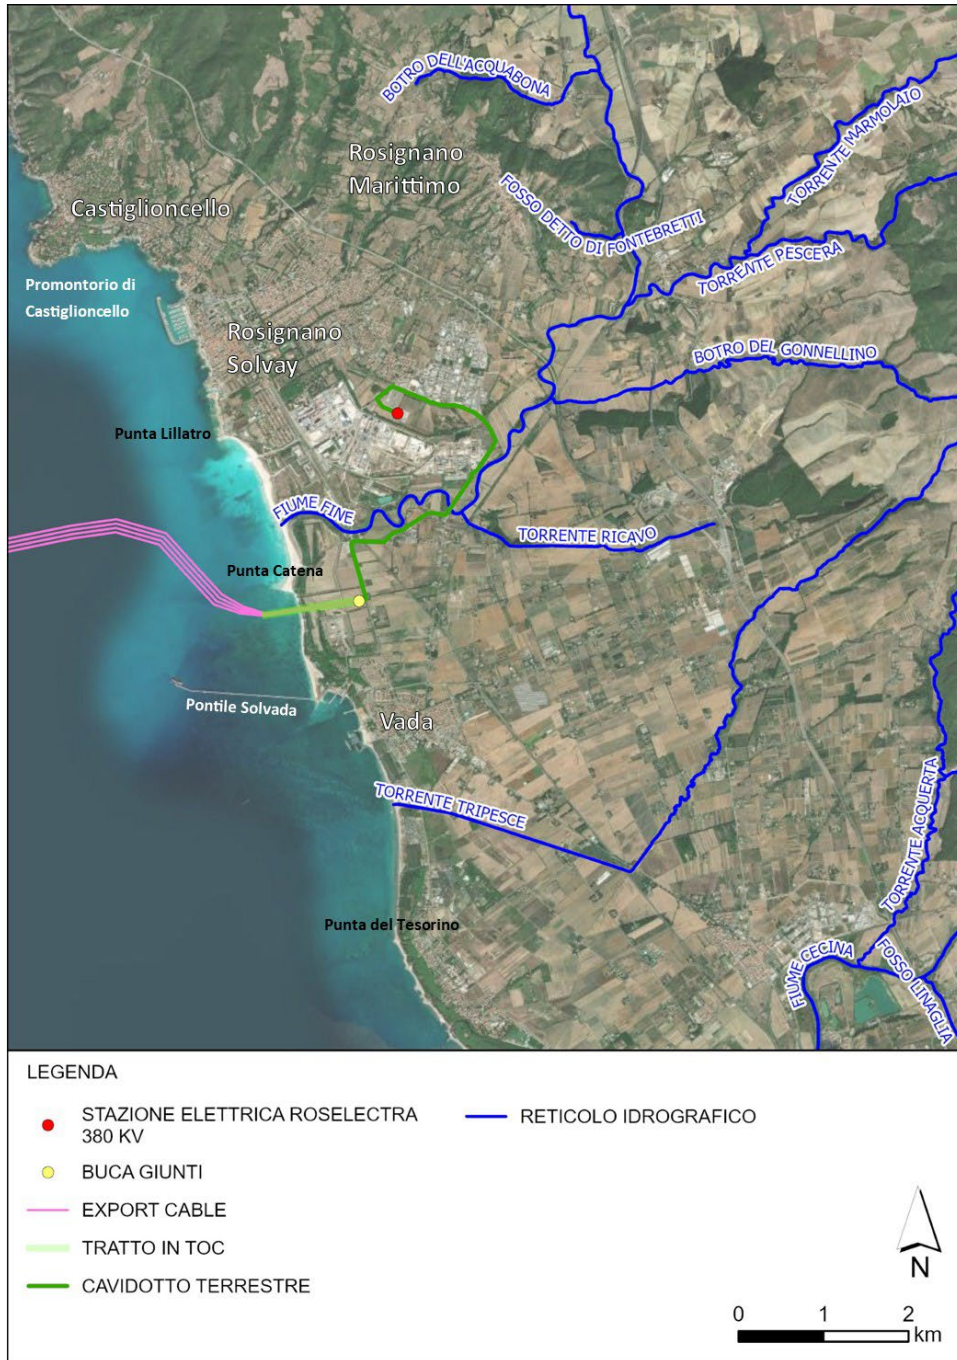 BOTRO DELL'ACQUABONA
TORRENTE MARMOLAIO
Rosignano
Marittimo
FOSSO DETTO DI FONTEBRETTI
Castiglioncello
TORRENTE PESCERA
Promontorio di
Castiglioncello
Rosignano
Solvay
BOTRO DEL GONNELLINO
Punta Lillatro
FIUME FINE
TORRENTE RICAVO
Punta Catena
Pontile Solvada
Vada
TORRENTE TRIPESCE
TORRENTE ACQUERTA
Punta del Tesorino
FIUME CECINA
FOSSO LINAGLIA
LEGENDA
STAZIONE ELETTRICA ROSELECTRA
380 KV
RETICOLO IDROGRAFICO
BUCA GIUNTI
EXPORT CABLE
TRATTO IN TOC
CAVIDOTTO TERRESTRE
N
0 1 2
km